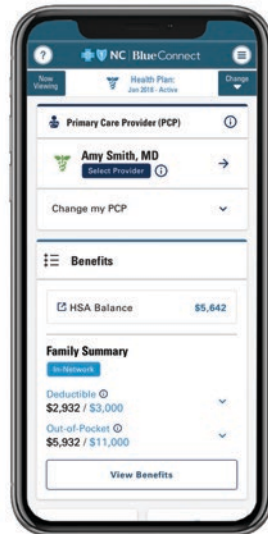 ?
NC | BlueConnect
Now
Viewing
Health Plan:
Jan 2018 - Active
Change
Primary Care Provider (PCP)
Amy Smith, MD
Select Provider
Change my PCP
Benefits
HSA Balance $5,642
Family Summary
In-Network
Deductible
$2,932 / $3,000
Out-of-Pocket
$5,932 / $11,000
View Benefits